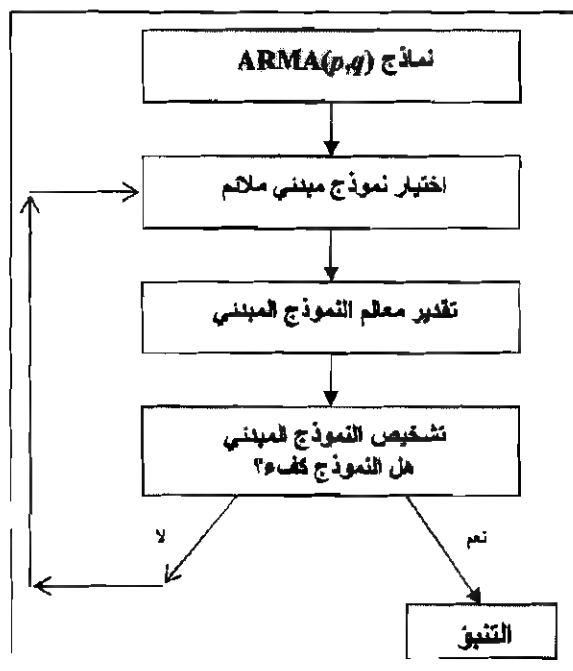 نماذج ARMA(p,q)
اختيار نموذج مبدئي ملائم
تقدير معالم النموذج المبدئي
تشخيص النموذج المبدئي
هل النموذج كفء؟
لا
نعم
التنبؤ